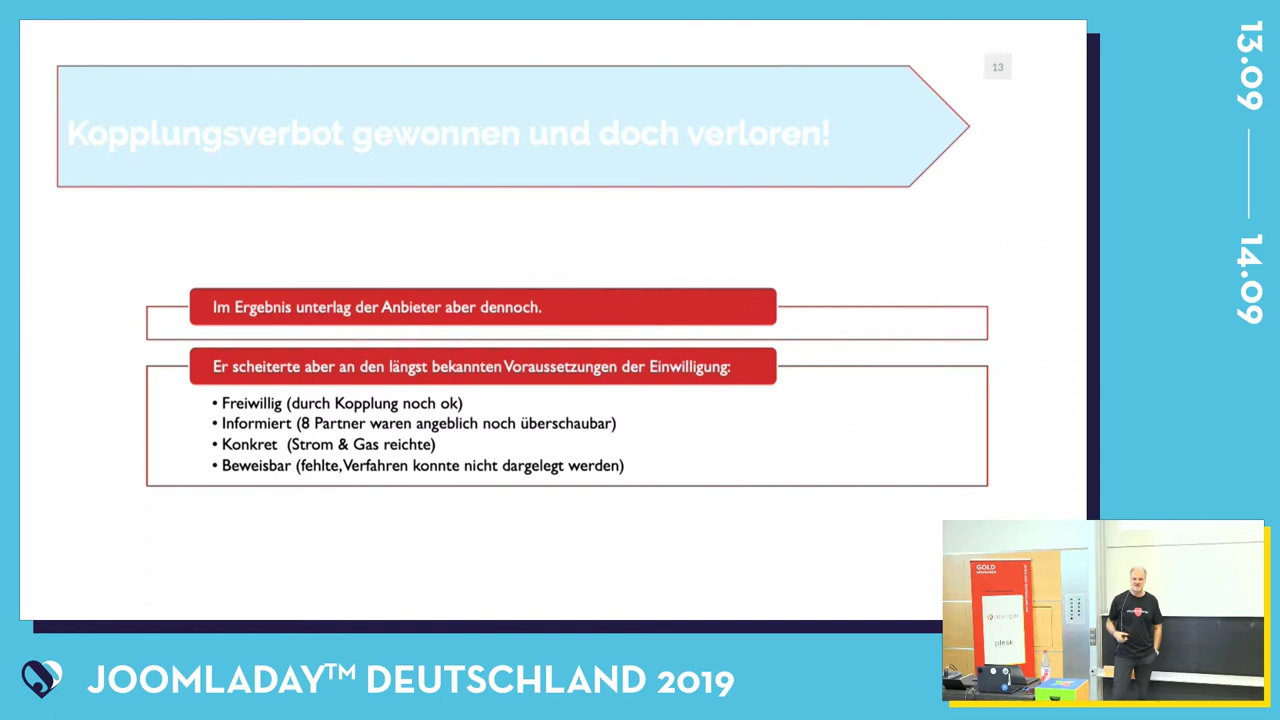 13
Kopplungsverbot gewonnen und doch verloren!
Im Ergebnis unterlag der Anbieter aber dennoch.
Er scheiterte aber an den längst bekannten Voraussetzungen der Einwilligung:
• Freiwillig (durch Kopplung noch ok)
• Informiert (8 Partner waren angeblich noch überschaubar)
• Konkret (Strom & Gas reichte)
• Beweisbar (fehlte, Verfahren konnte nicht dargelegt werden)
13.09
14.09
GOLD
plesk
JOOMLADAY™ DEUTSCHLAND 2019